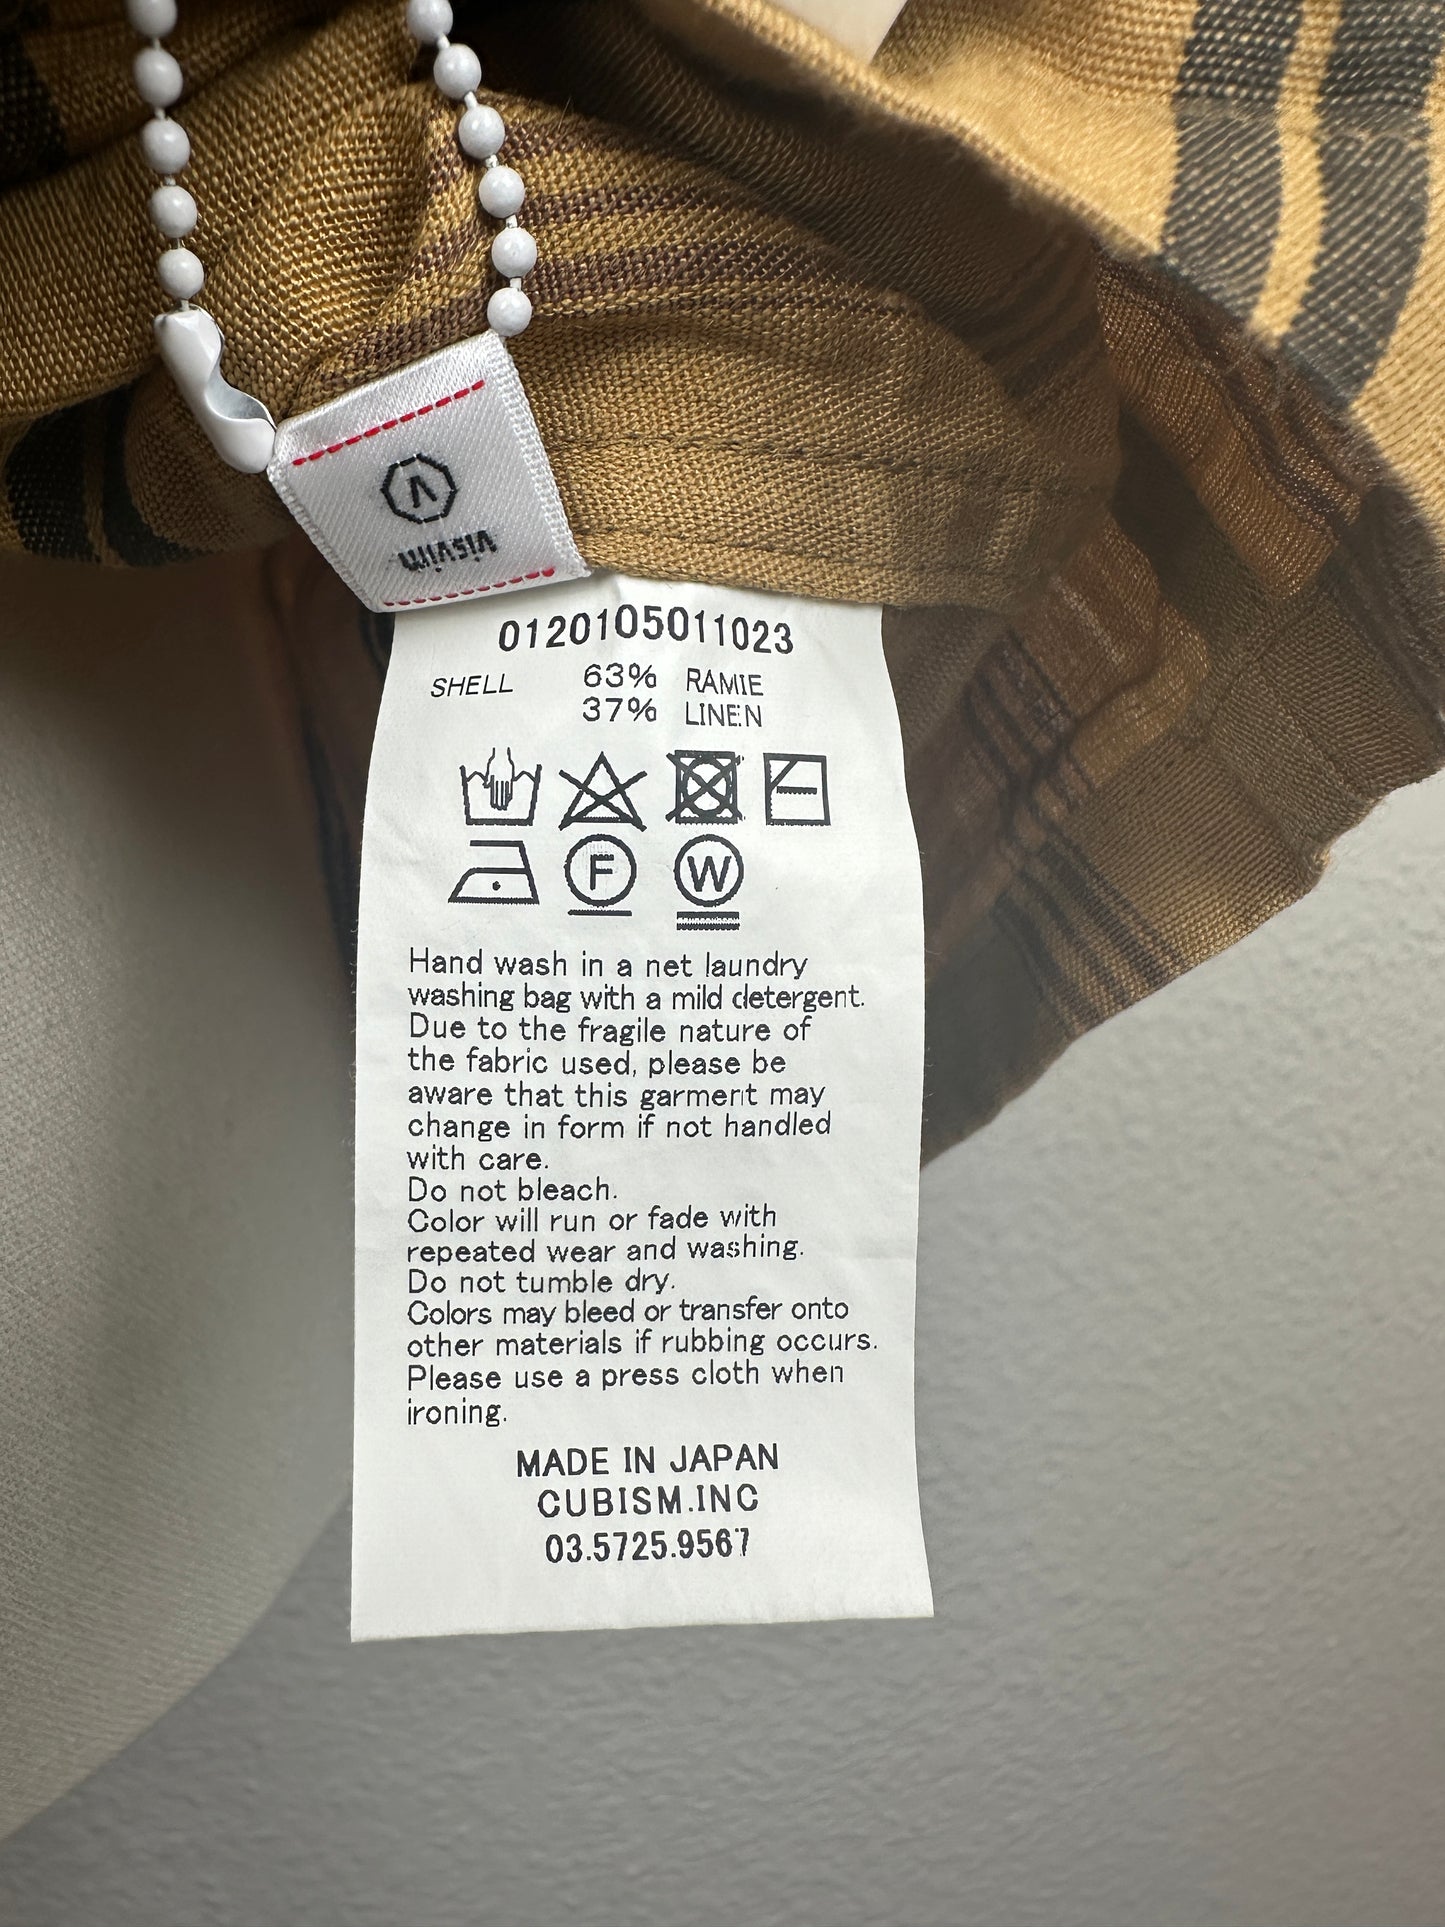 visvim
0120105011023
SHELL 63% RAMIE
37% LINEN
F W
Hand wash in a net laundry
washing bag with a mild detergent.
Due to the fragile nature of
the fabric used, please be
aware that this garment may
change in form if not handled
with care.
Do not bleach.
Color will run or fade with
repeated wear and washing.
Do not tumble dry.
Colors may bleed or transfer onto
other materials if rubbing occurs.
Please use a press cloth when
ironing.
MADE IN JAPAN
CUBISM.INC
03.5725.9567